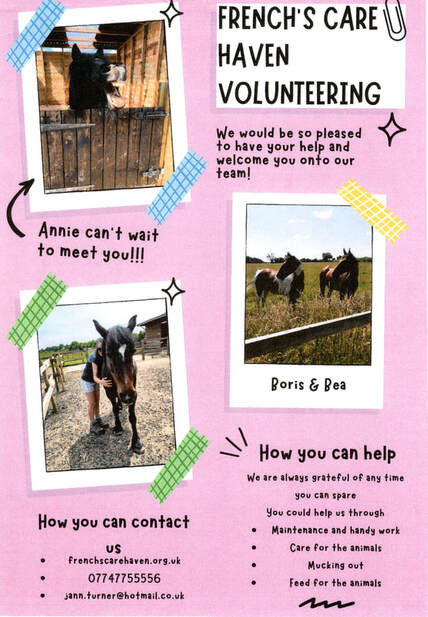 FRENCH'S CARE
HAVEN
VOLUNTEERING
We would be so pleased
to have your help and
welcome you onto our
team!
Annie can't wait
to meet you!!!
Boris & Bea
How you can help
We are always grateful of any time
you can spare
You could help us through
• Maintenance and handy work
• Care for the animals
• Mucking out
• Feed for the animals
How you can contact
us
• frenchscarehaven.org.uk
• 07747755556
• jann.turner@hotmail.co.uk